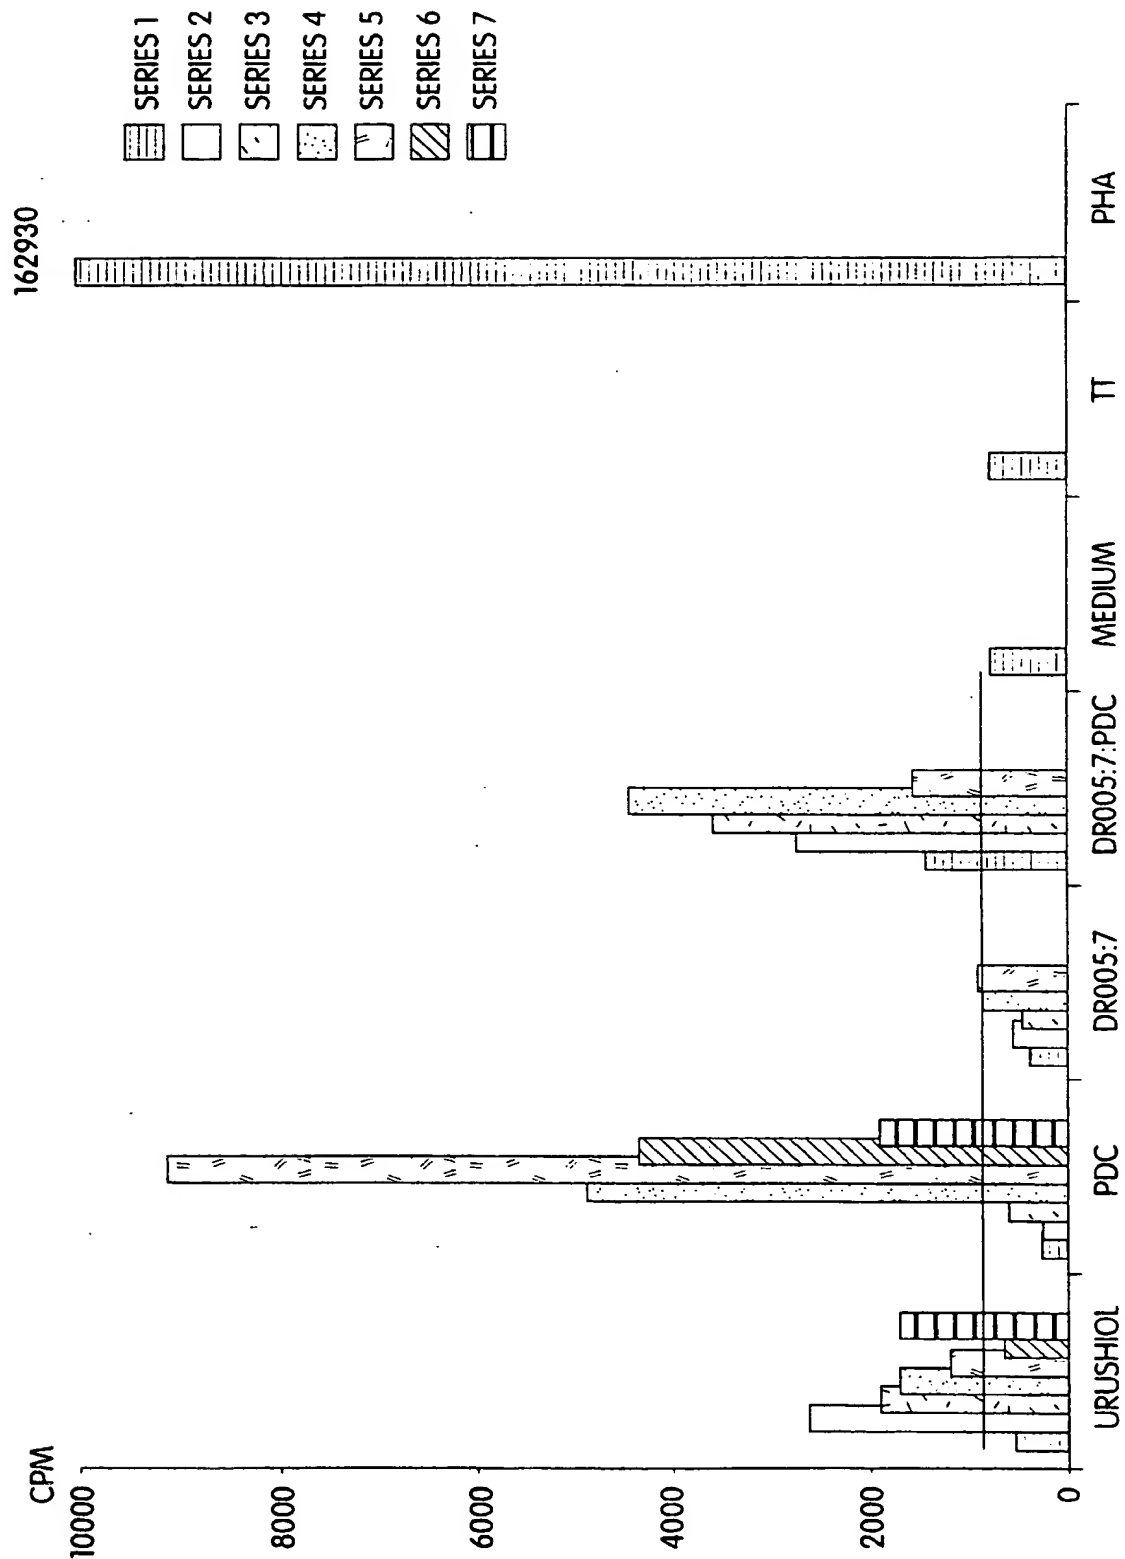 162930
CPM
10000
8000
6000
4000
2000
0
SERIES 1
SERIES 2
SERIES 3
SERIES 4
SERIES 5
SERIES 6
SERIES 7
URUSHIOL
PDC
DR005:7
DR005:7:PDC
MEDIUM
TT
PHA